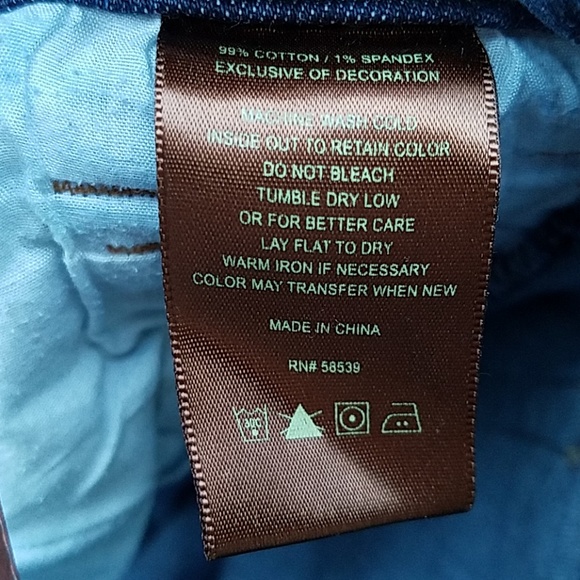 99% COTTON / 1% SPANDEX
EXCLUSIVE OF DECORATION
MACHINE WASH COLD
INSIDE OUT TO RETAIN COLOR
DO NOT BLEACH
TUMBLE DRY LOW
OR FOR BETTER CARE
LAY FLAT TO DRY
WARM IRON IF NECESSARY
COLOR MAY TRANSFER WHEN NEW
MADE IN CHINA
RN# 58539
30C